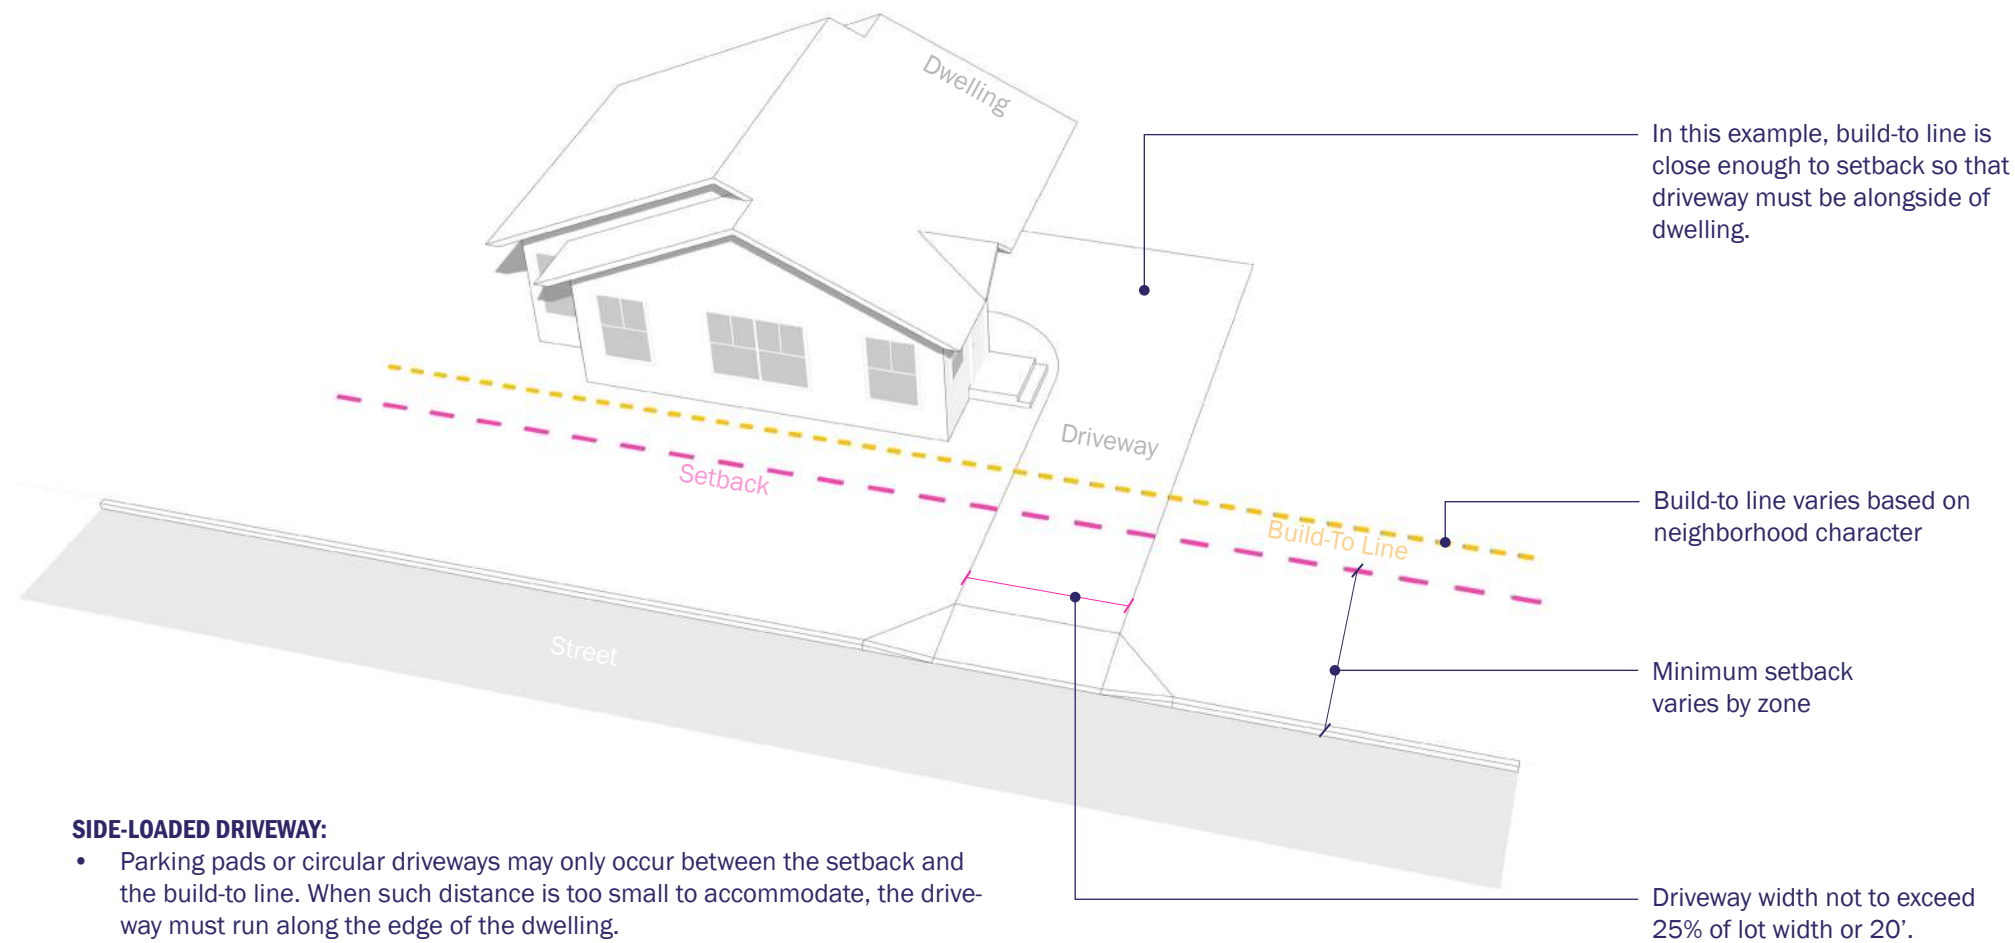 Dwelling
In this example, build-to line is
close enough to setback so that
driveway must be alongside of
dwelling.
Driveway
Setback
Build-To Line
Build-to line varies based on
neighborhood character
Street
Minimum setback
varies by zone
SIDE-LOADED DRIVEWAY:
• Parking pads or circular driveways may only occur between the setback and
the build-to line. When such distance is too small to accommodate, the drive-
way must run along the edge of the dwelling.
Driveway width not to exceed
25% of lot width or 20’.